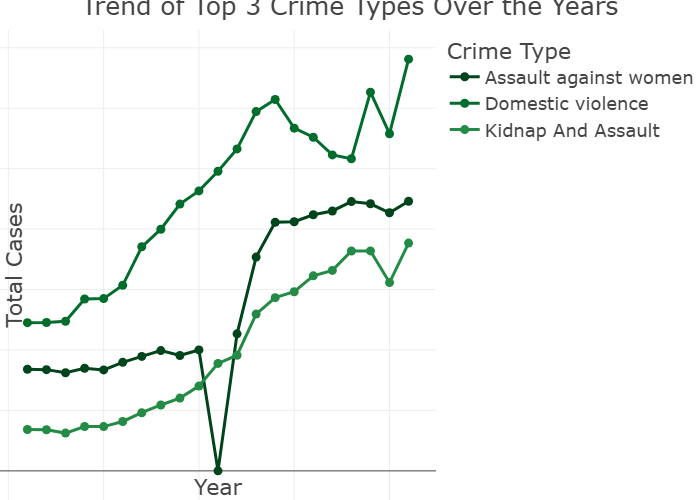 Trend of Top 3 Crime Types Over the Years
Crime Type
Assault against women
Domestic violence
Kidnap And Assault
Total Cases
Year